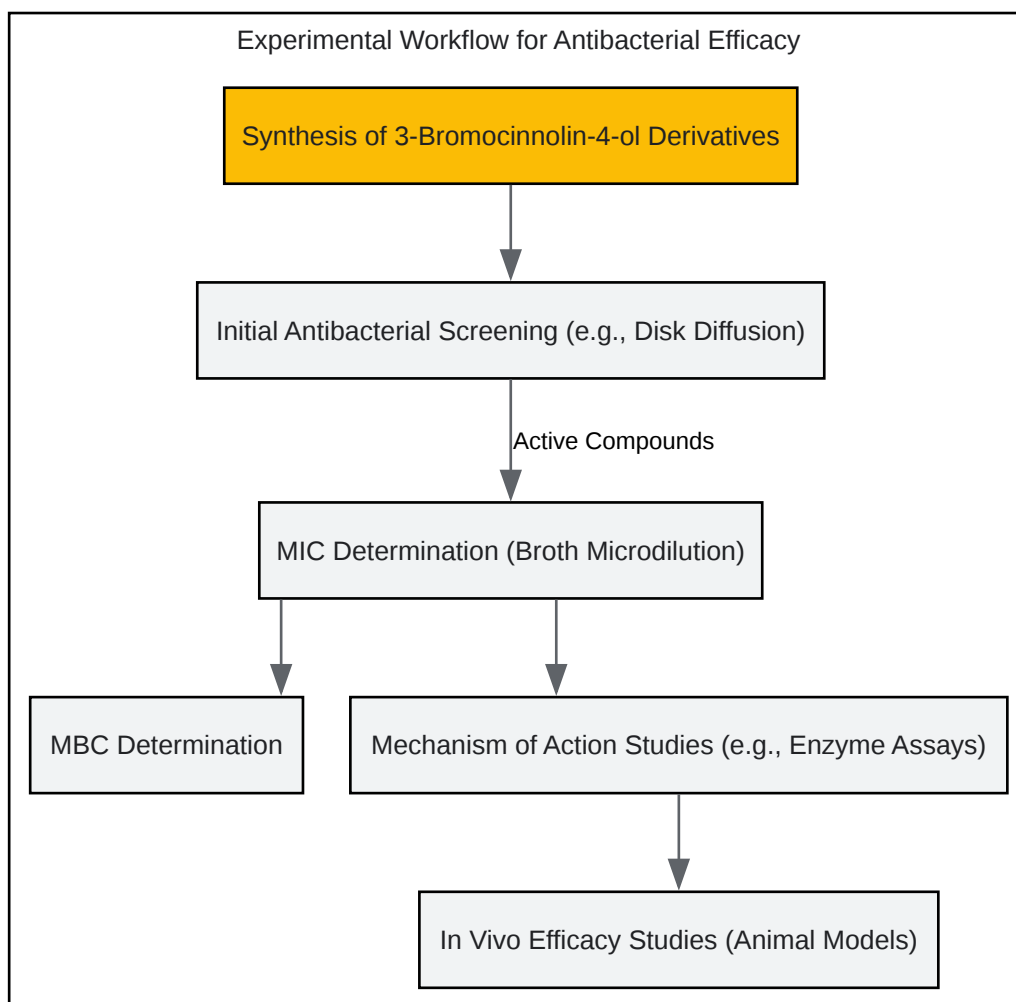 Experimental Workflow for Antibacterial Efficacy
Synthesis of 3-Bromocinnolin-4-ol Derivatives
Initial Antibacterial Screening (e.g., Disk Diffusion)
Active Compounds
MIC Determination (Broth Microdilution)
MBC Determination
Mechanism of Action Studies (e.g., Enzyme Assays)
In Vivo Efficacy Studies (Animal Models)